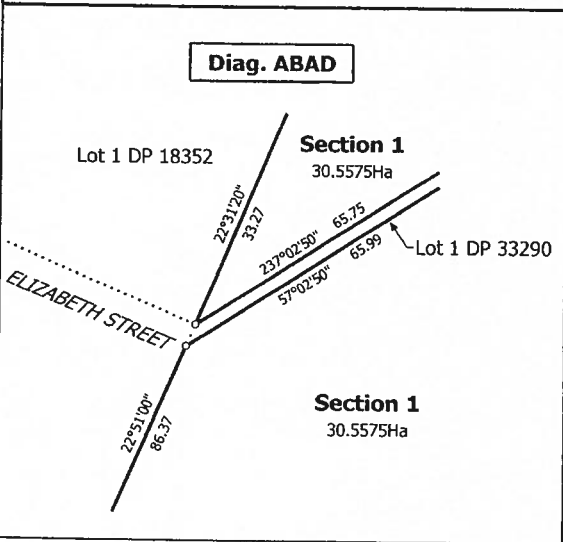 Diag. ABAD
Lot 1 DP 18352
Section 1
30.5575Ha
22°31'20"
33.27
237°02'50" 65.75
57°02'50" 65.99
Lot 1 DP 33290
ELIZABETH STREET
22°51'00"
86.37
Section 1
30.5575Ha